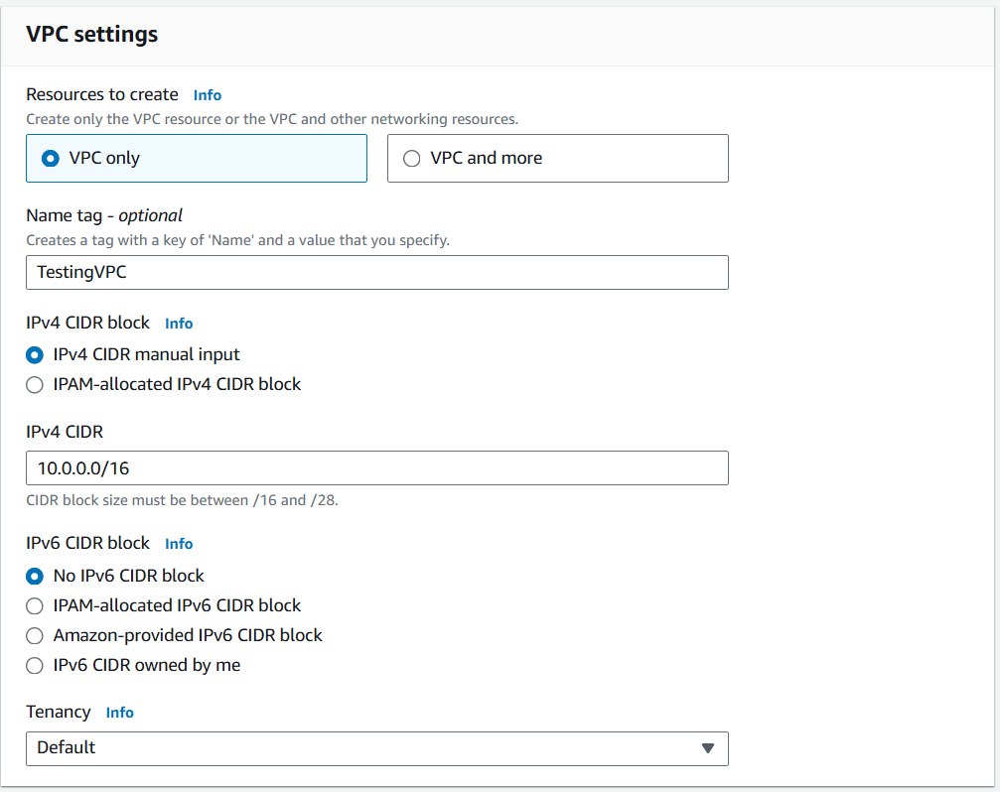 VPC settings
Resources to create Info
Create only the VPC resource or the VPC and other networking resources.
VPC only
VPC and more
Name tag - optional
Creates a tag with a key of 'Name' and a value that you specify.
TestingVPC
IPv4 CIDR block Info
IPv4 CIDR manual input
IPAM-allocated IPv4 CIDR block
IPv4 CIDR
10.0.0.0/16
CIDR block size must be between /16 and /28.
IPv6 CIDR block Info
No IPv6 CIDR block
IPAM-allocated IPv6 CIDR block
Amazon-provided IPv6 CIDR block
IPv6 CIDR owned by me
Tenancy Info
Default